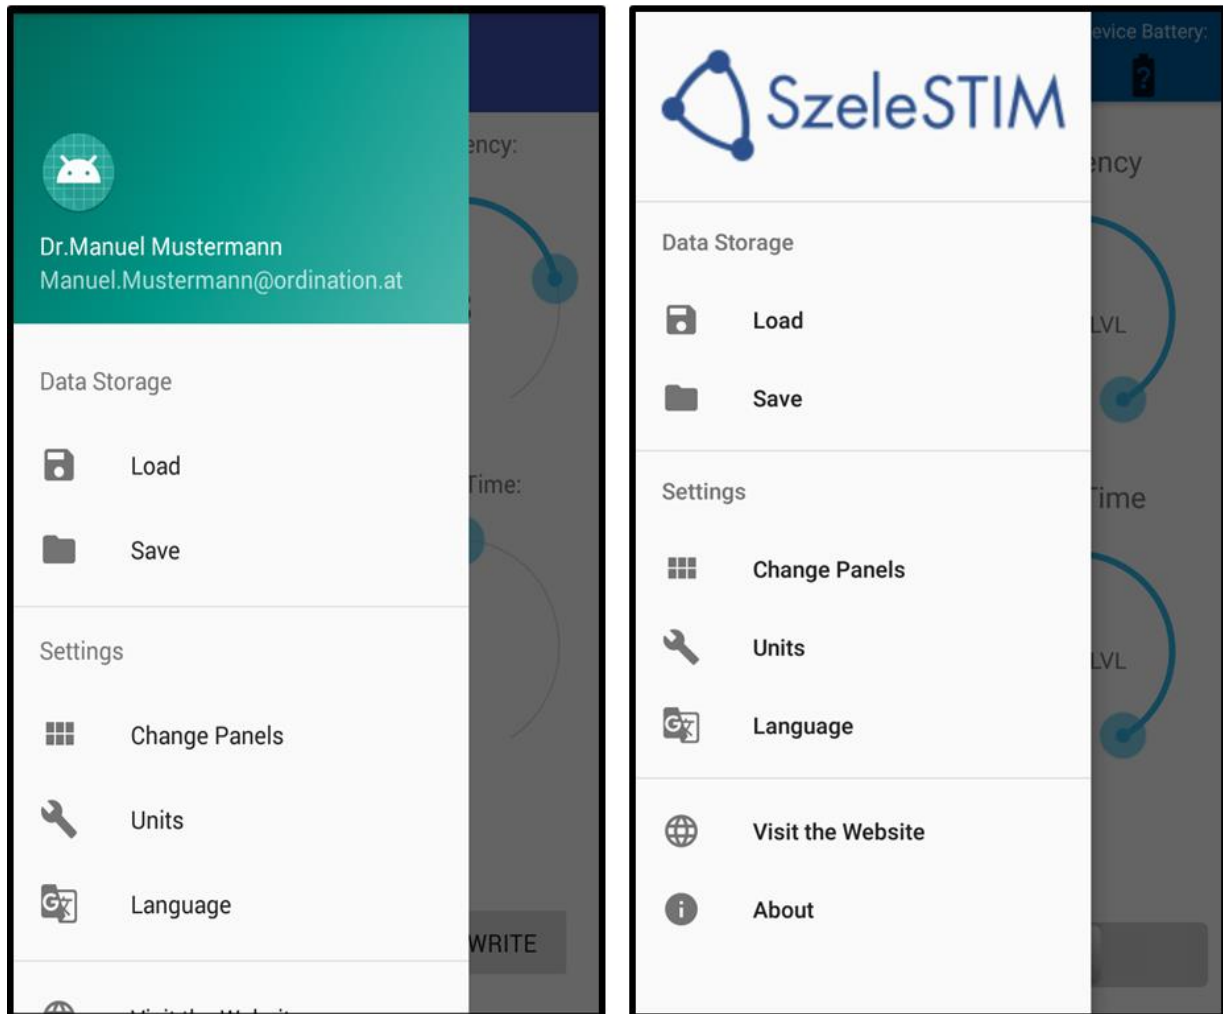 Dr.Manuel Mustermann
Manuel.Mustermann@ordination.at
Data Storage
Load
Save
Settings
Change Panels
Units
Language
ency:
Time:
WRITE
SzeleSTIM
Data Storage
Load
Save
Settings
Change Panels
Units
Language
Visit the Website
About
evice Battery:
ency
LVL
Time
LVL